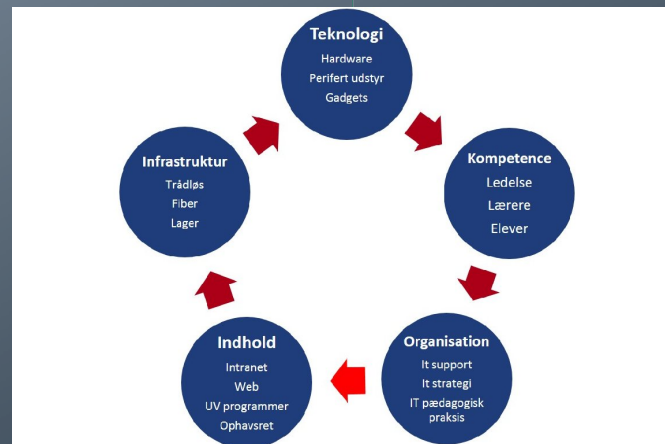 Teknologi
Hardware
Perifert udstyr
Gadgets
Kompetence
Ledelse
Lærere
Elever
Organisation
It support
It strategi
IT pædagogisk
praksis
Indhold
Intranet
Web
UV programmer
Ophavsret
Infrastruktur
Trådløs
Fiber
Lager